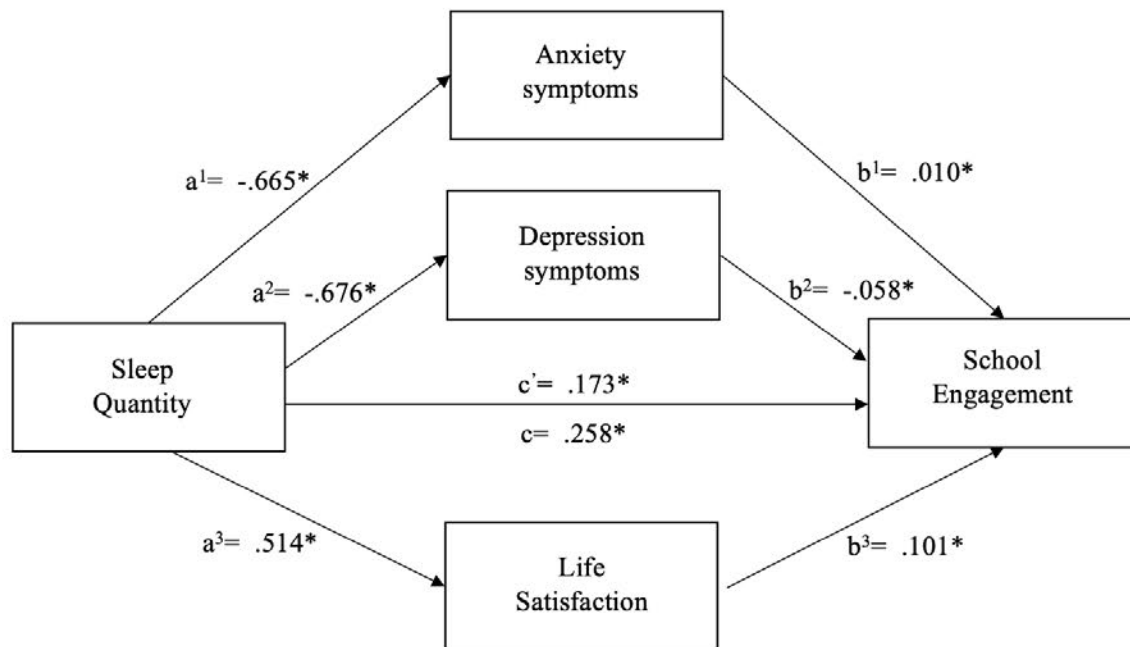 Anxiety
symptoms
a¹= -.665*
b¹= .010*
Depression
symptoms
a²= -.676*
b²= -.058*
Sleep
Quantity
c’= .173*
c= .258*
School
Engagement
a³= .514*
b³= .101*
Life
Satisfaction